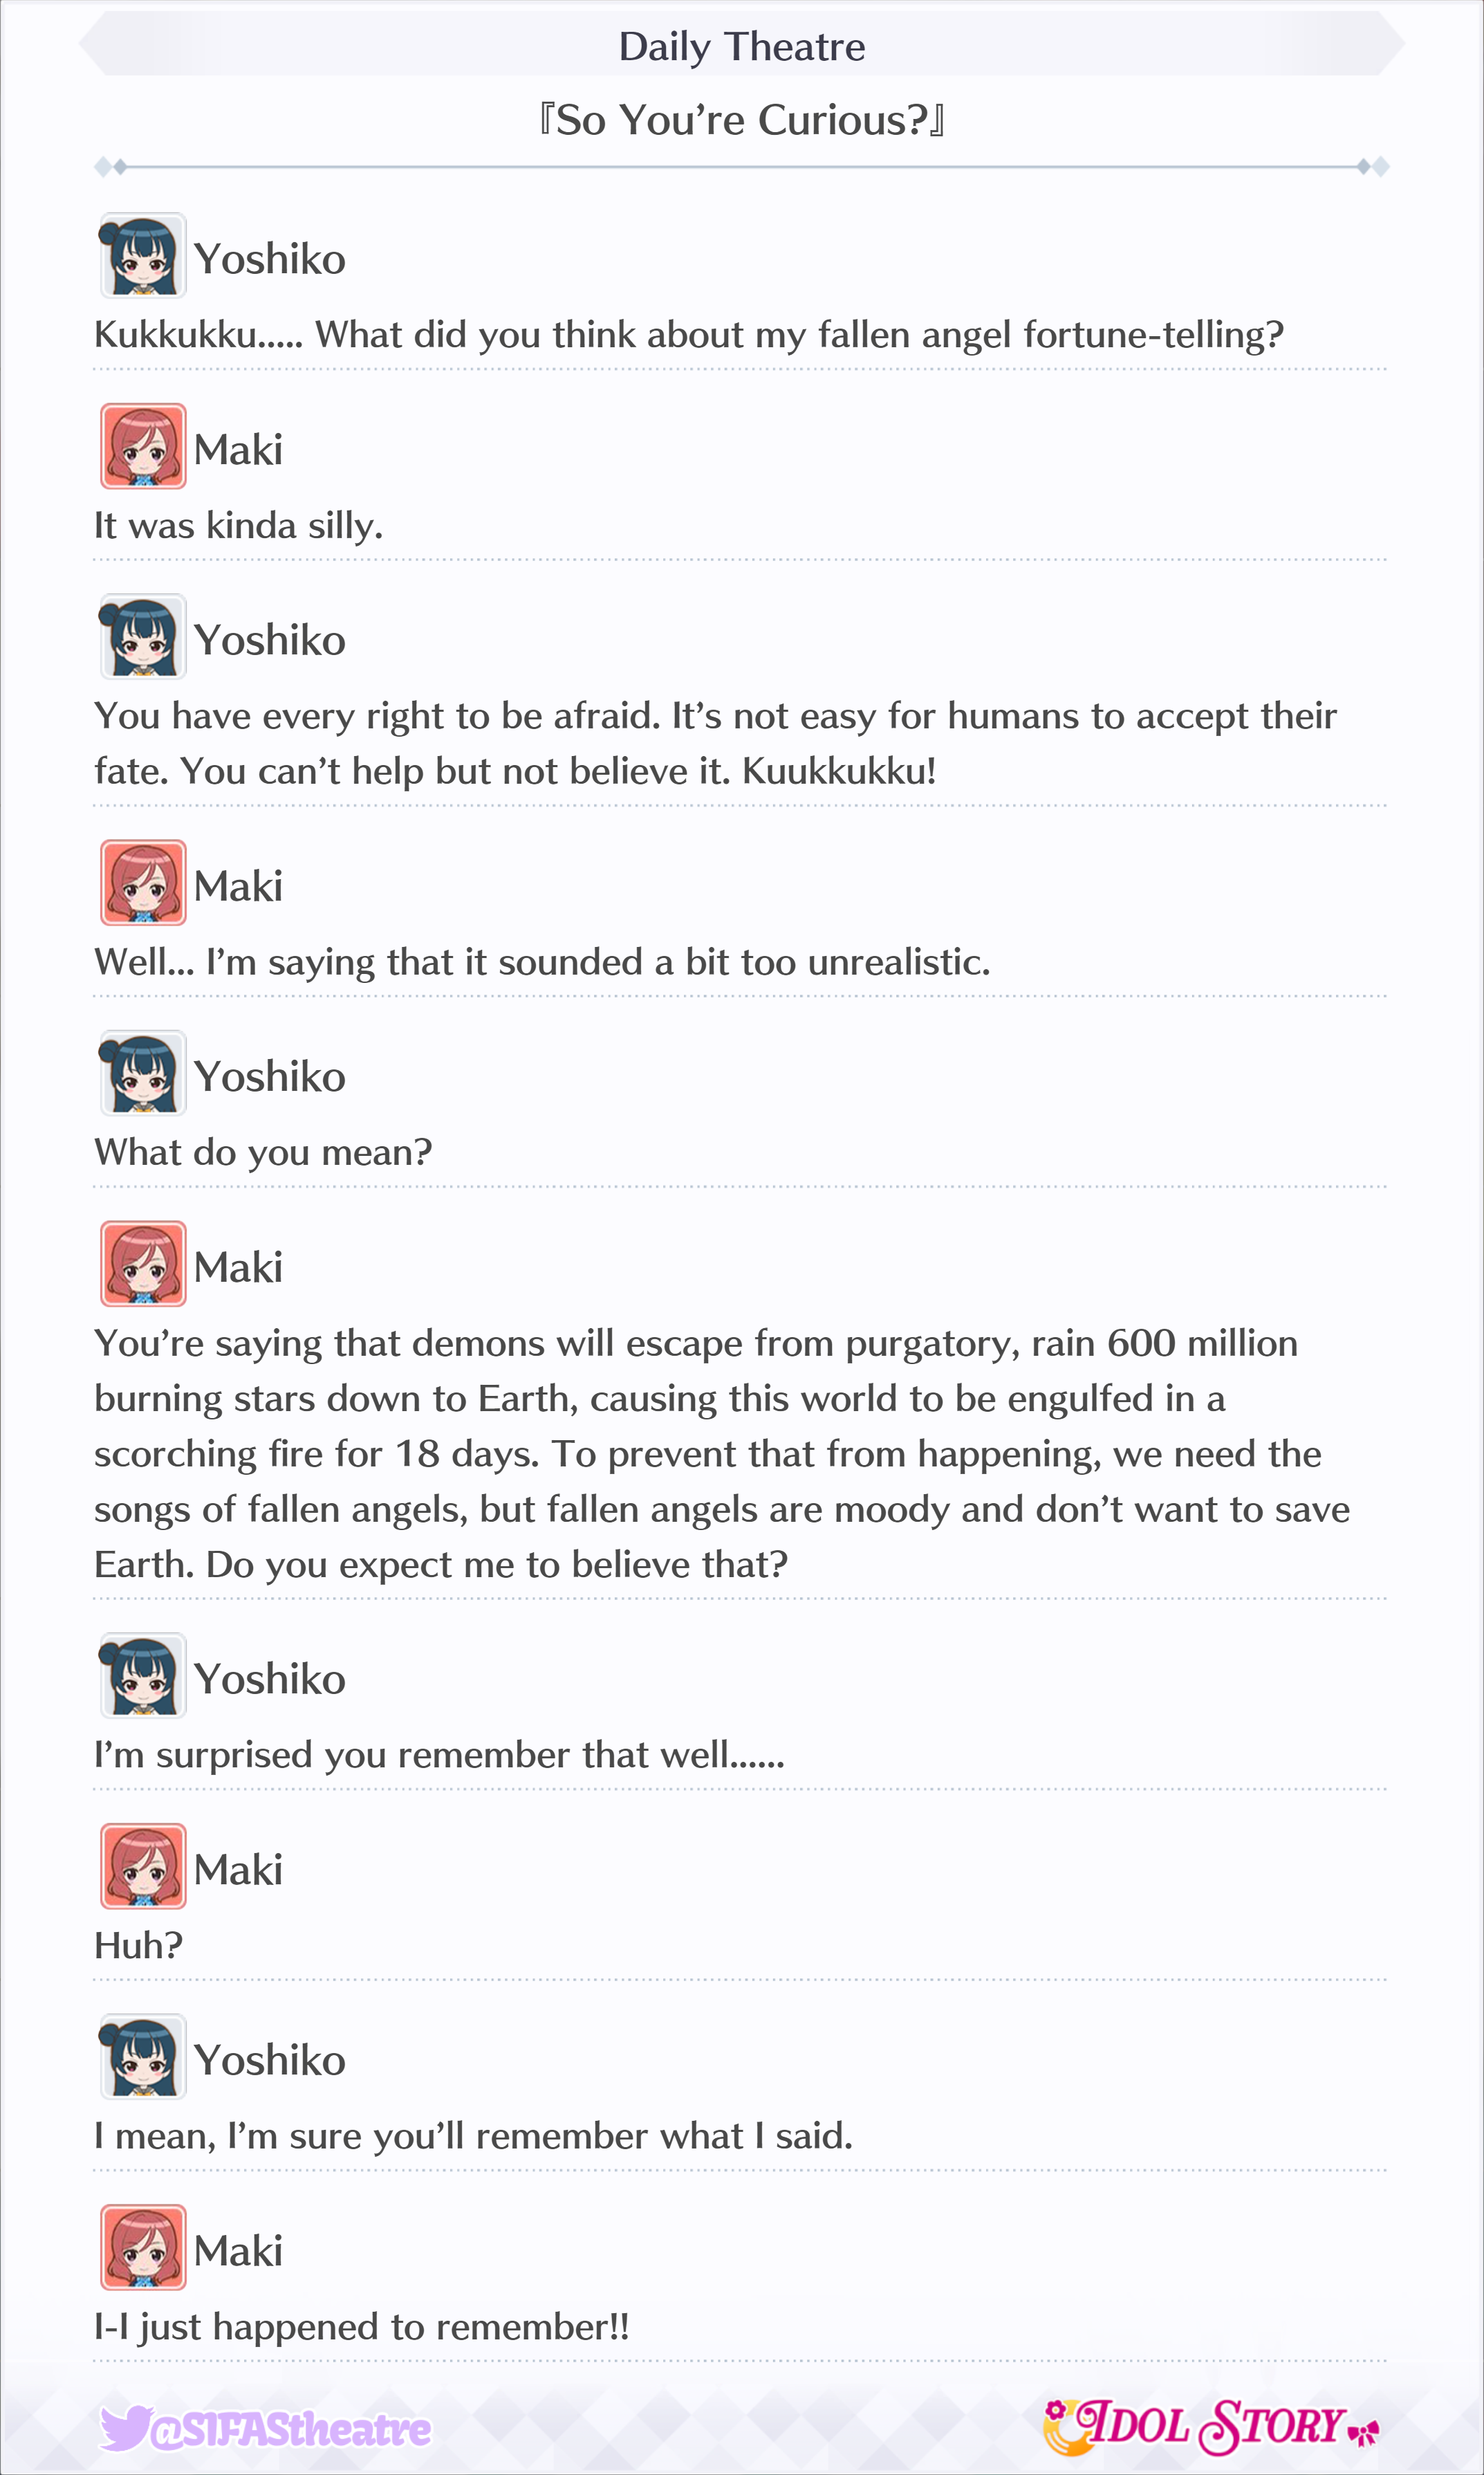 Daily Theatre
『So You’re Curious?』
Yoshiko
Kukkukku..... What did you think about my fallen angel fortune-telling?
Maki
It was kinda silly.
Yoshiko
You have every right to be afraid. It’s not easy for humans to accept their
fate. You can’t help but not believe it. Kuukkukku!
Maki
Well... I’m saying that it sounded a bit too unrealistic.
Yoshiko
What do you mean?
Maki
You’re saying that demons will escape from purgatory, rain 600 million
burning stars down to Earth, causing this world to be engulfed in a
scorching fire for 18 days. To prevent that from happening, we need the
songs of fallen angels, but fallen angels are moody and don’t want to save
Earth. Do you expect me to believe that?
Yoshiko
I’m surprised you remember that well......
Maki
Huh?
Yoshiko
I mean, I’m sure you’ll remember what I said.
Maki
I-I just happened to remember!!
@SIFAStheatre
IDOL STORY